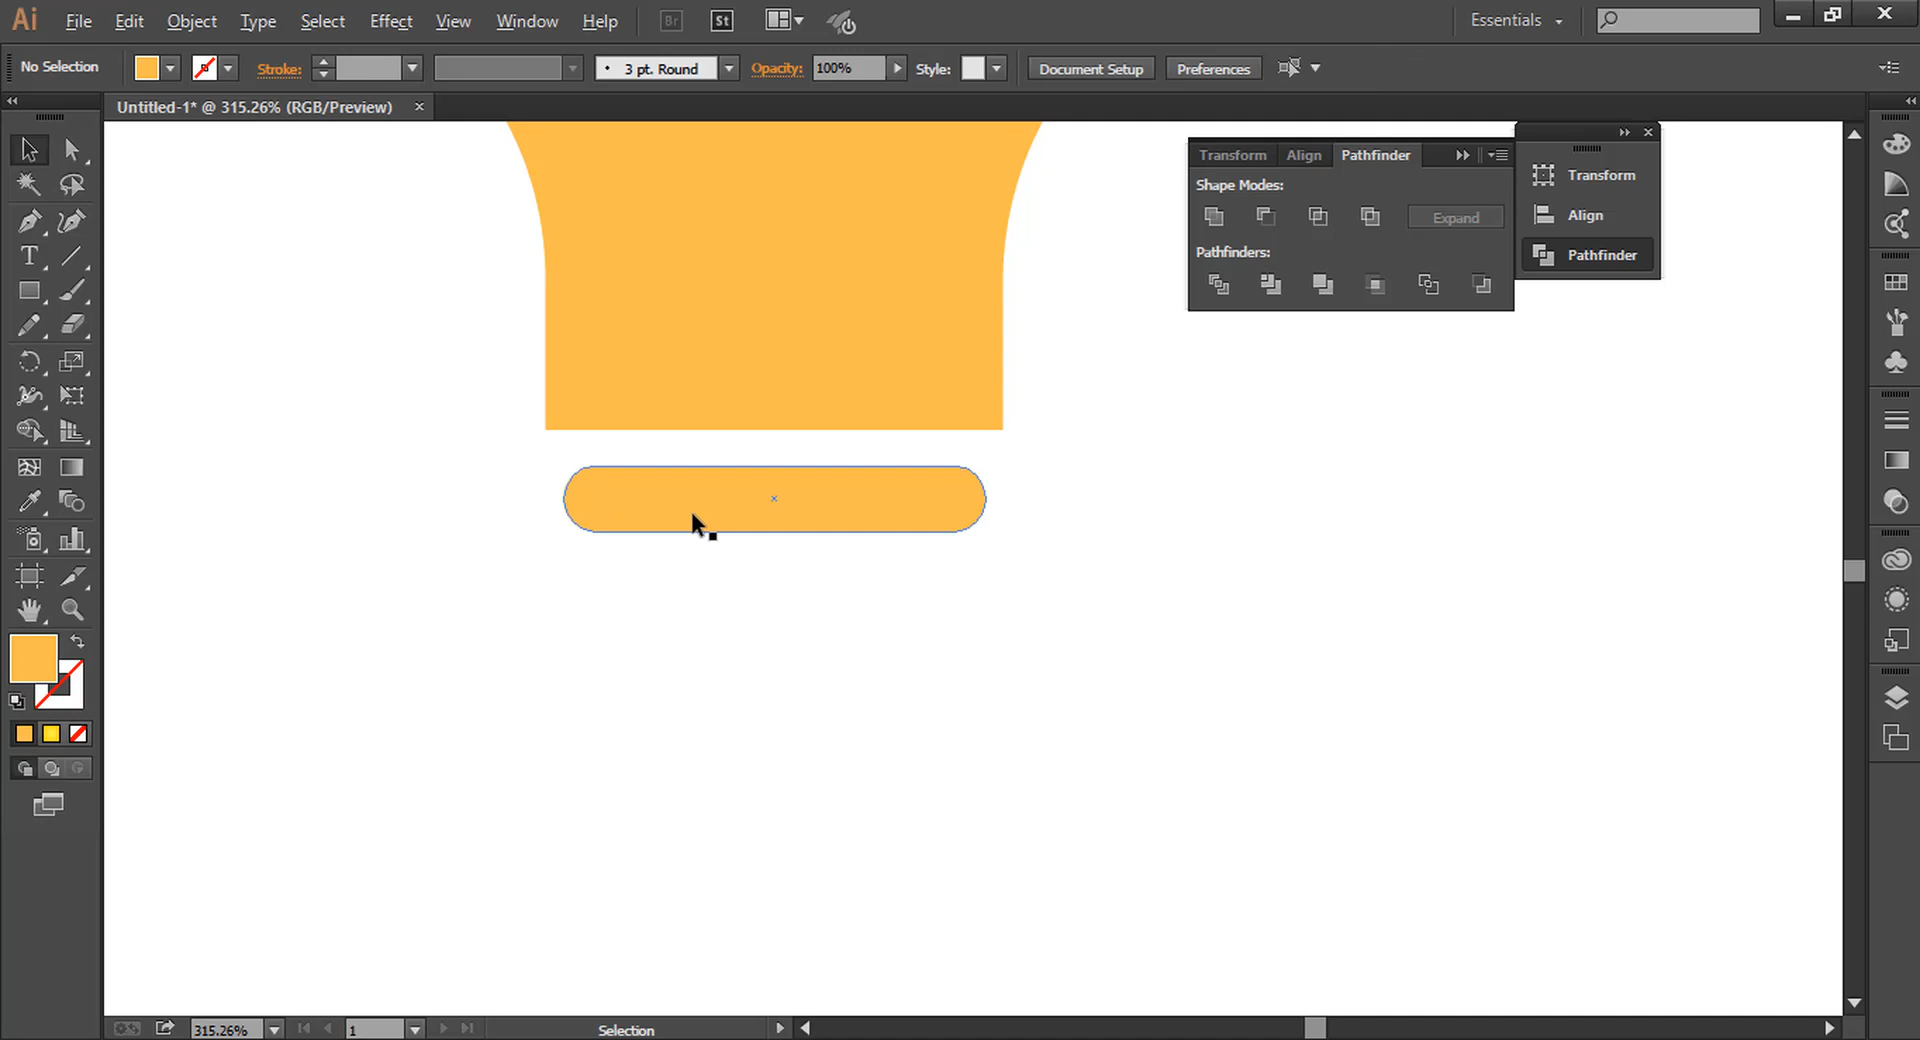 Ai File Edit Object Type Select Effect View Window Help Br St Essentials
No Selection Stroke: 3 pt. Round Opacity: 100% Style: Document Setup Preferences
Untitled-1* @ 315.26% (RGB/Preview)
Transform Align Pathfinder
Shape Modes:
Expand
Pathfinders:
Transform
Align
Pathfinder
T
315.26% 1 Selection